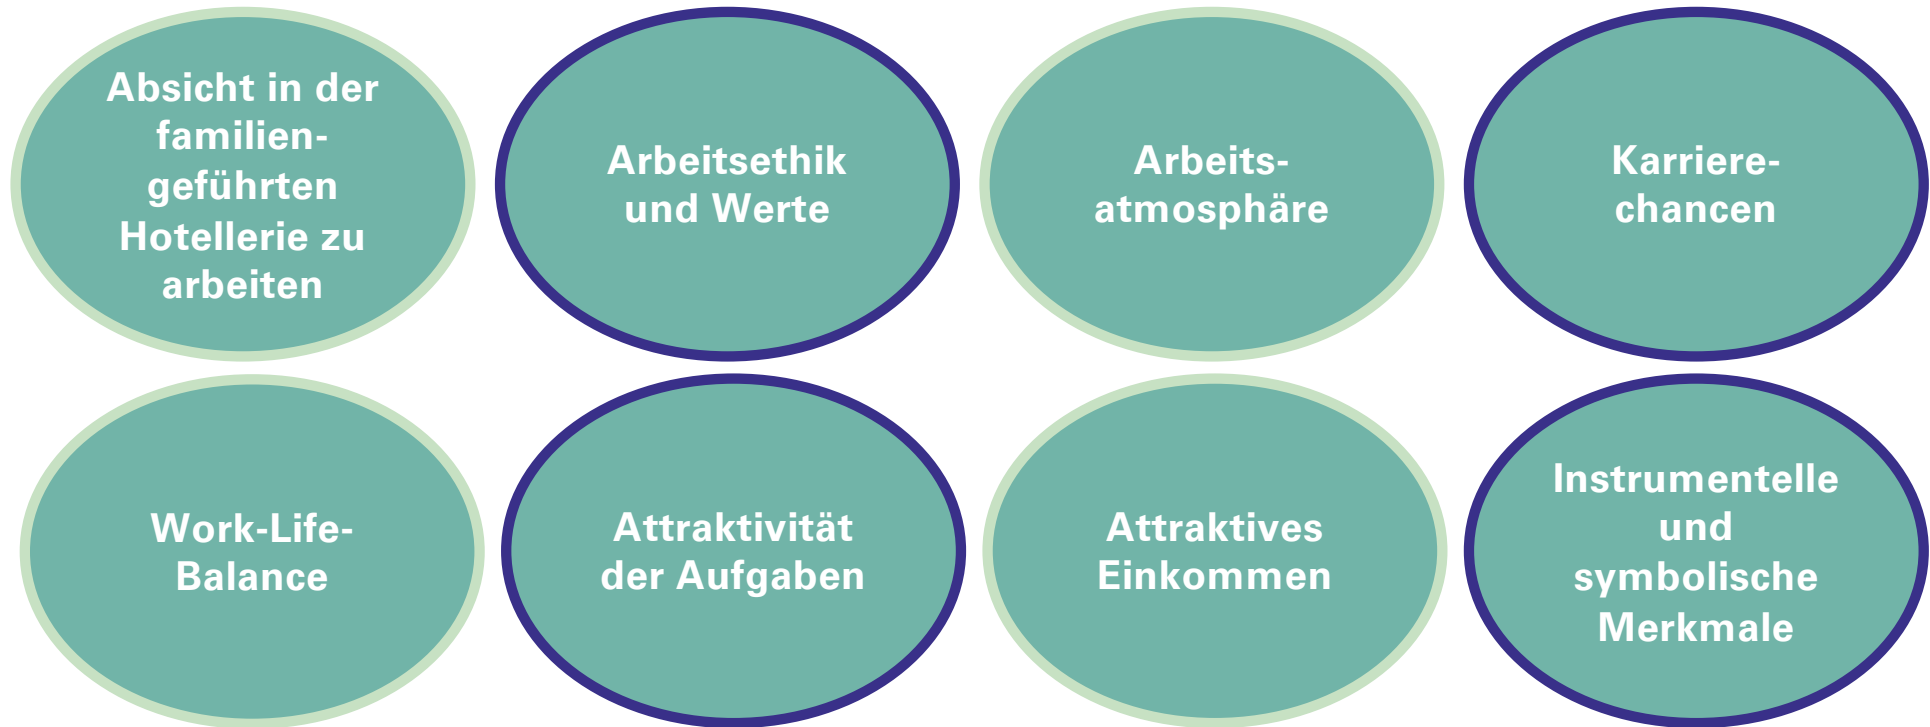 Absicht in der
familien-
geführten
Hotellerie zu
arbeiten
Arbeitsethik
und Werte
Arbeits-
atmosphäre
Karriere-
chancen
Work-Life-
Balance
Attraktivität
der Aufgaben
Attraktives
Einkommen
Instrumentelle
und
symbolische
Merkmale